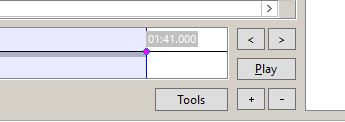 >
01:41.000
< >
Play
Tools
+ -